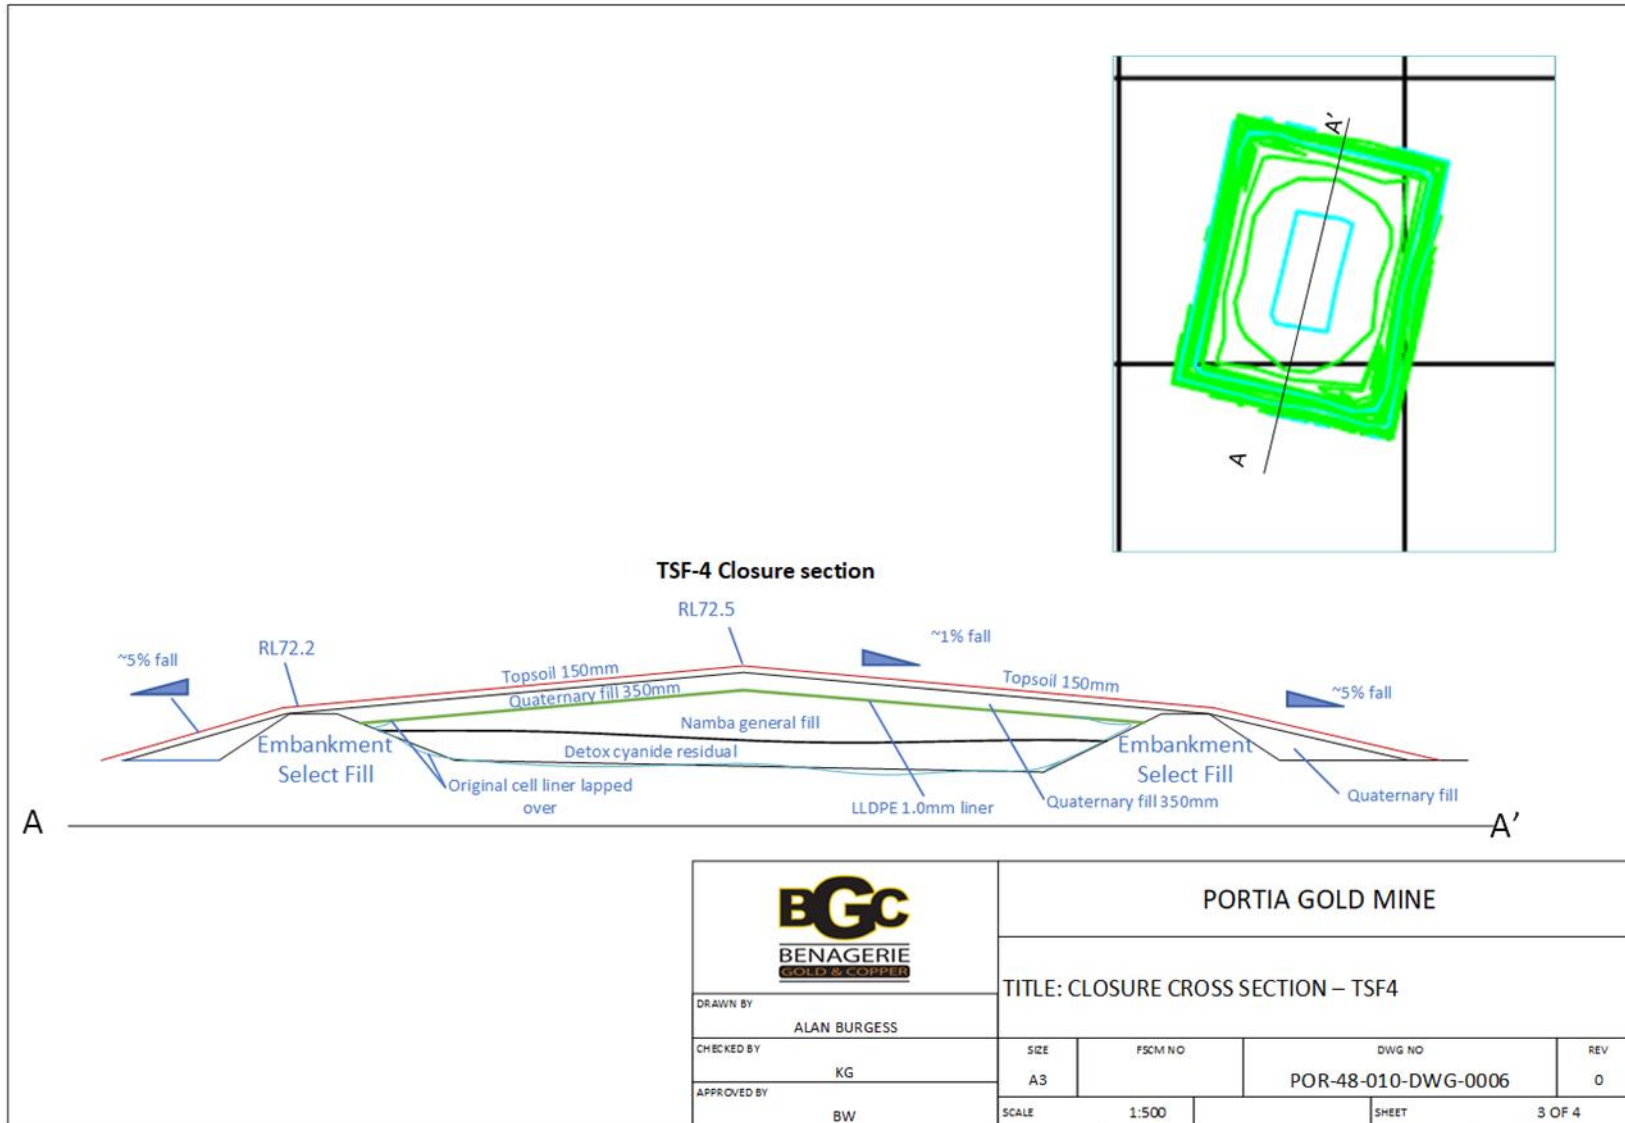 A'
A
TSF-4 Closure section
RL72.5
~1% fall
RL72.2
~5% fall
Topsoil 150mm
Topsoil 150mm
Quaternary fill 350mm
~5% fall
Namba general fill
Embankment
Select Fill
Detox cyanide residual
Embankment
Select Fill
Original cell liner lapped
over
LLDPE 1.0mm liner
Quaternary fill 350mm
Quaternary fill
A
A’
BGC
BENAGERIE
GOLD & COPPER
PORTIA GOLD MINE
TITLE: CLOSURE CROSS SECTION – TSF4
DRAWN BY
ALAN BURGESS
CHECKED BY
KG
APPROVED BY
BW
SIZE
A3
FSCM NO
DWG NO
POR-48-010-DWG-0006
REV
0
SCALE
1:500
SHEET
3 OF 4